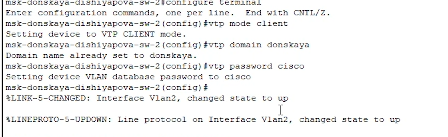 msk-donskaya-dishiyapova-sw-2#configure terminal
Enter configuration commands, one per line.  End with CNTL/Z.
msk-donskaya-dishiyapova-sw-2(config)#vtp mode client
Setting device to VTP CLIENT mode.
msk-donskaya-dishiyapova-sw-2(config)#vtp domain donskaya
Domain name already set to donskaya.
msk-donskaya-dishiyapova-sw-2(config)#vtp password cisco
Setting device VLAN database password to cisco
msk-donskaya-dishiyapova-sw-2(config)#
%LINK-5-CHANGED: Interface Vlan2, changed state to up
%LINEPROTO-5-UPDOWN: Line protocol on Interface Vlan2, changed state to up